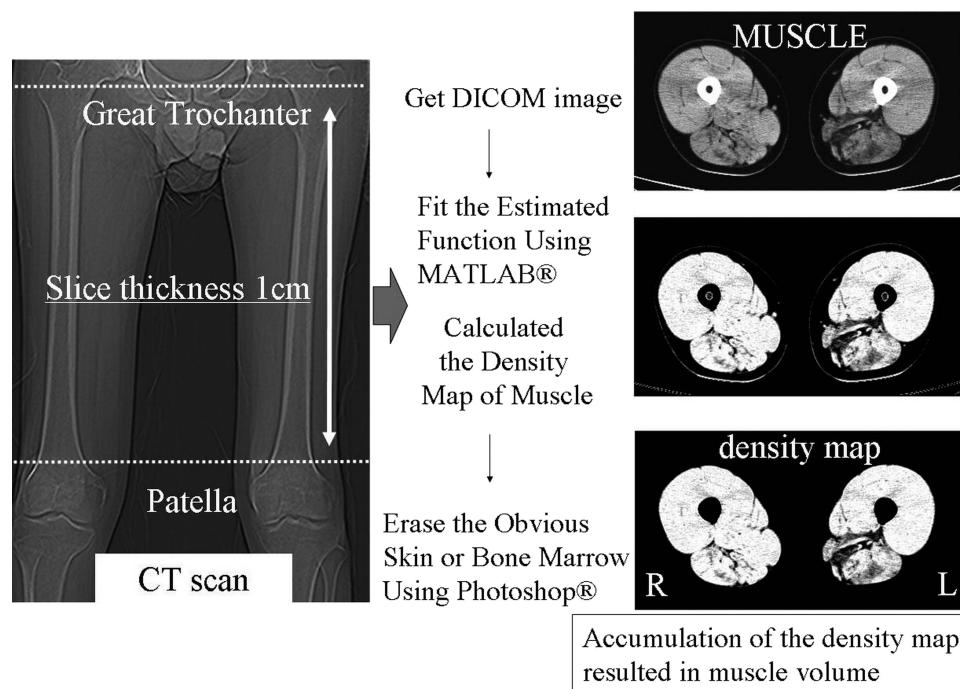 Great Trochanter
Slice thickness 1cm
Patella
CT scan
Get DICOM image
Fit the Estimated
Function Using
MATLAB®
Calculated
the Density
Map of Muscle
Erase the Obvious
Skin or Bone Marrow
Using Photoshop®
MUSCLE
density map
R
L
Accumulation of the density map
resulted in muscle volume